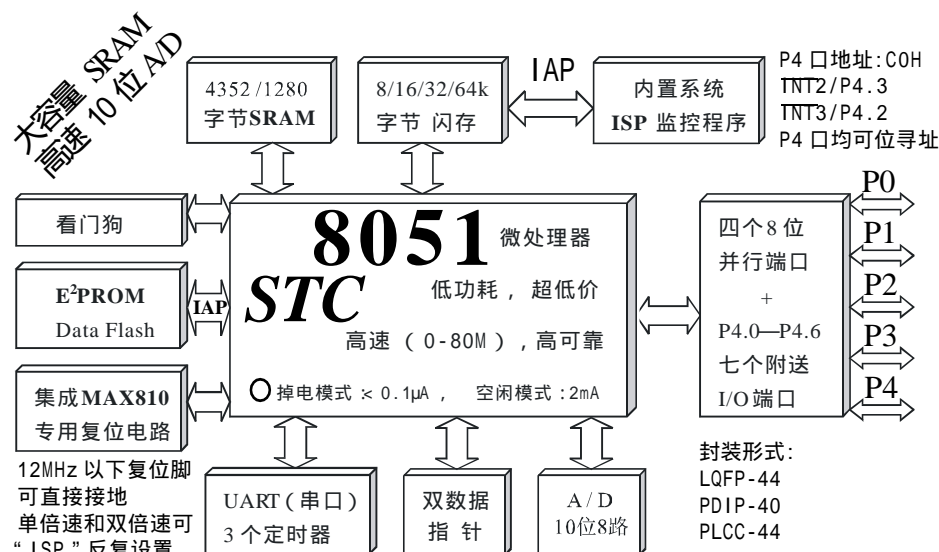 大容量 SRAM
高速 10 位 A/D
4352 /1280
字节SRAM
8/16/32/64k
字节 闪存
IAP
内置系统
ISP 监控程序
P4 口地址:C0H
INT2/P4.3
INT3/P4.2
P4 口均可位寻址
看门狗
E²PROM
Data Flash
IAP
集成MAX810
专用复位电路
12MHz 以下复位脚
可直接接地
单倍速和双倍速可
“ ISP ” 反复设置
8051 微处理器
STC 低功耗 , 超低价
高速 ( 0-80M ) , 高可靠
掉电模式 :< 0.1μA , 空闲模式 :2mA
四个8 位
并行端口
+
P4.0—P4.6
七个附送
I/O 端口
P0
P1
P2
P3
P4
UART ( 串口 )
3 个定时器
双数据
指 针
A / D
10位8路
封装形式:
LQFP-44
PDIP-40
PLCC-44